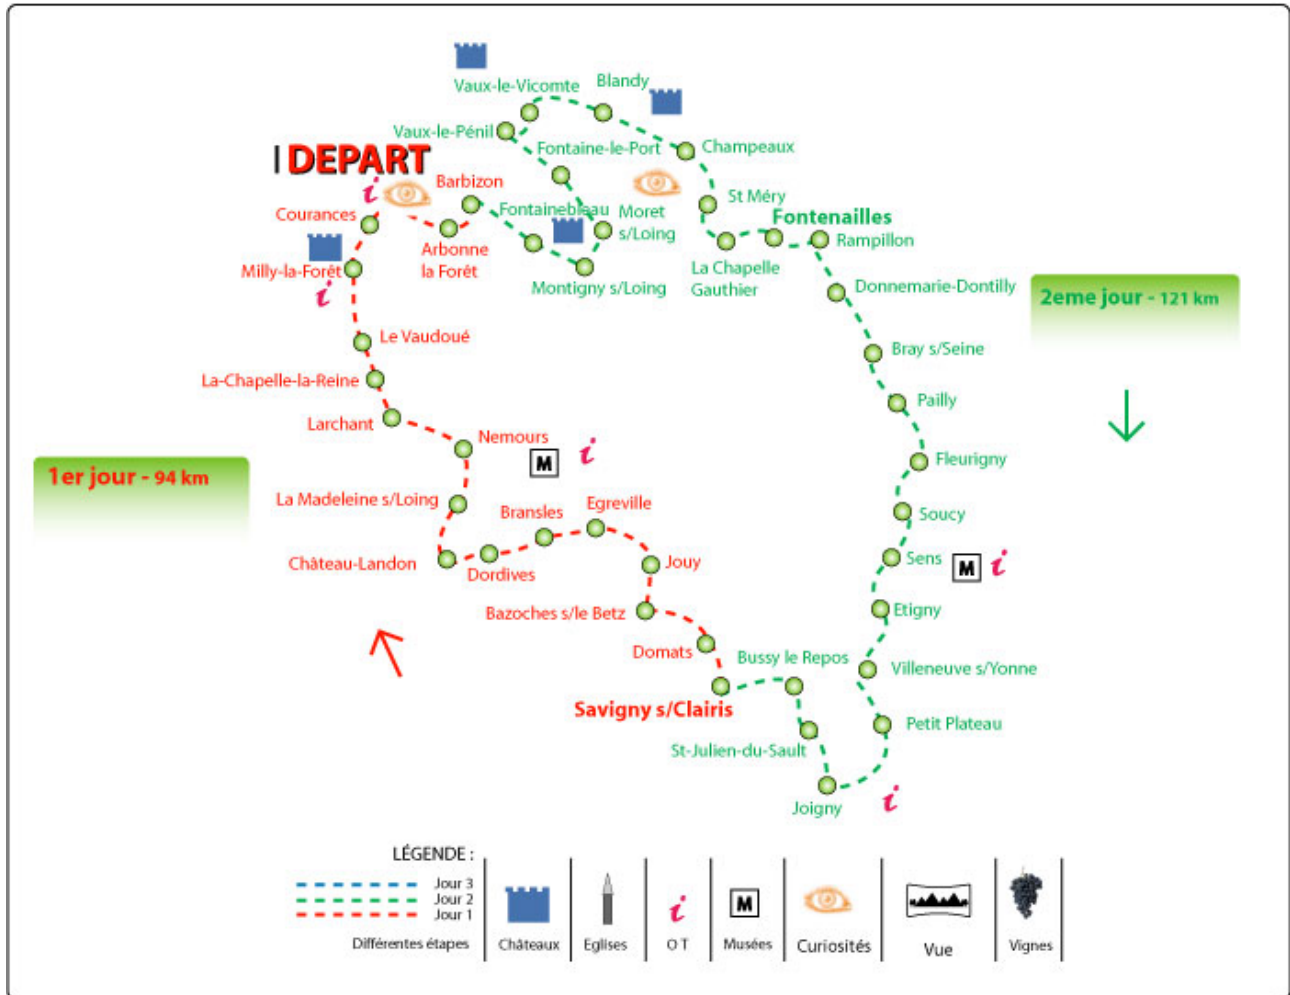 Vaux-le-Vicomte
Blandy
Vaux-le-Pénil
Fontaine-le-Port
Champeaux
DEPART
i
Barbizon
Courances
Fontainebleau
Moret
s/Loing
St Méry
Fontenailles
Rampillon
Arbonne
la Forêt
Milly-la-Forêt
i
La Chapelle
Gauthier
Montigny s/Loing
Donnemarie-Dontilly
2eme jour - 121 km
Le Vaudoué
Bray s/Seine
La-Chapelle-la-Reine
Pailly
Larchant
Nemours
M
i
Fleurigny
1er jour - 94 km
La Madeleine s/Loing
Bransles
Egreville
Soucy
Château-Landon
Dordives
Jouy
Sens
M
i
Bazoches s/le Betz
Etigny
Domats
Bussy le Repos
Villeneuve s/Yonne
Savigny s/Clairis
Petit Plateau
St-Julien-du-Sault
Joigny
i
LÉGENDE :
Jour 3
Jour 2
Jour 1
Différentes étapes
Châteaux
Eglises
i
O T
M
Musées
Curiosités
Vue
Vignes